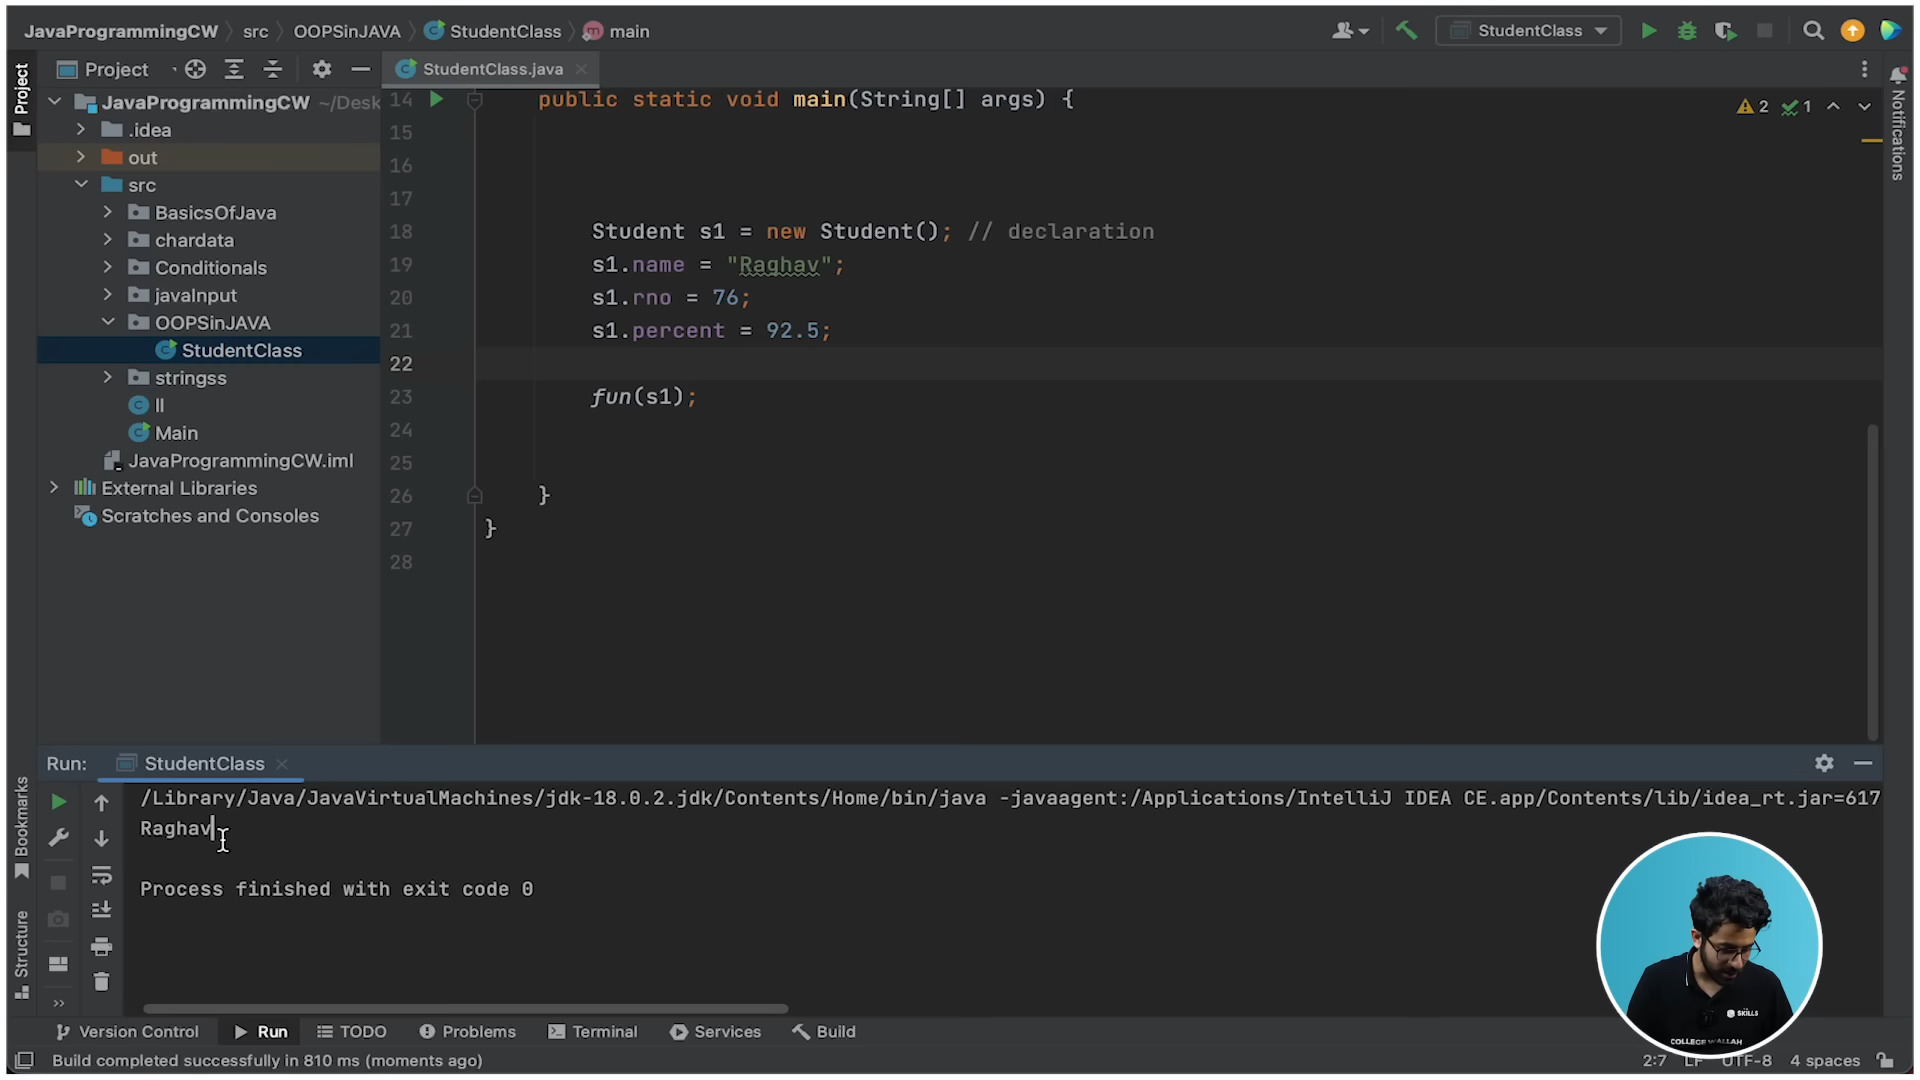 JavaProgrammingCW src OOPSinJAVA StudentClass main
StudentClass
Project
Project
StudentClass.java
Notifications
JavaProgrammingCW ~/Desk
.idea
out
src
BasicsOfJava
chardata
Conditionals
javaInput
OOPSinJAVA
StudentClass
stringss
ll
Main
JavaProgrammingCW.iml
External Libraries
Scratches and Consoles
2 1
14 public static void main(String[] args) {
15
16
17
18 Student s1 = new Student(); // declaration
19 s1.name = "Raghav";
20 s1.rno = 76;
21 s1.percent = 92.5;
22
23 fun(s1);
24
25
26 }
27 }
28
Run: StudentClass
Bookmarks
Structure
/Library/Java/JavaVirtualMachines/jdk-18.0.2.jdk/Contents/Home/bin/java -javaagent:/Applications/IntelliJ IDEA CE.app/Contents/lib/idea_rt.jar=617
Raghav
Process finished with exit code 0
SKILLS
COLLEGE WALLAH
Version Control Run TODO Problems Terminal Services Build
Build completed successfully in 810 ms (moments ago)
2:7 LF UTF-8 4 spaces